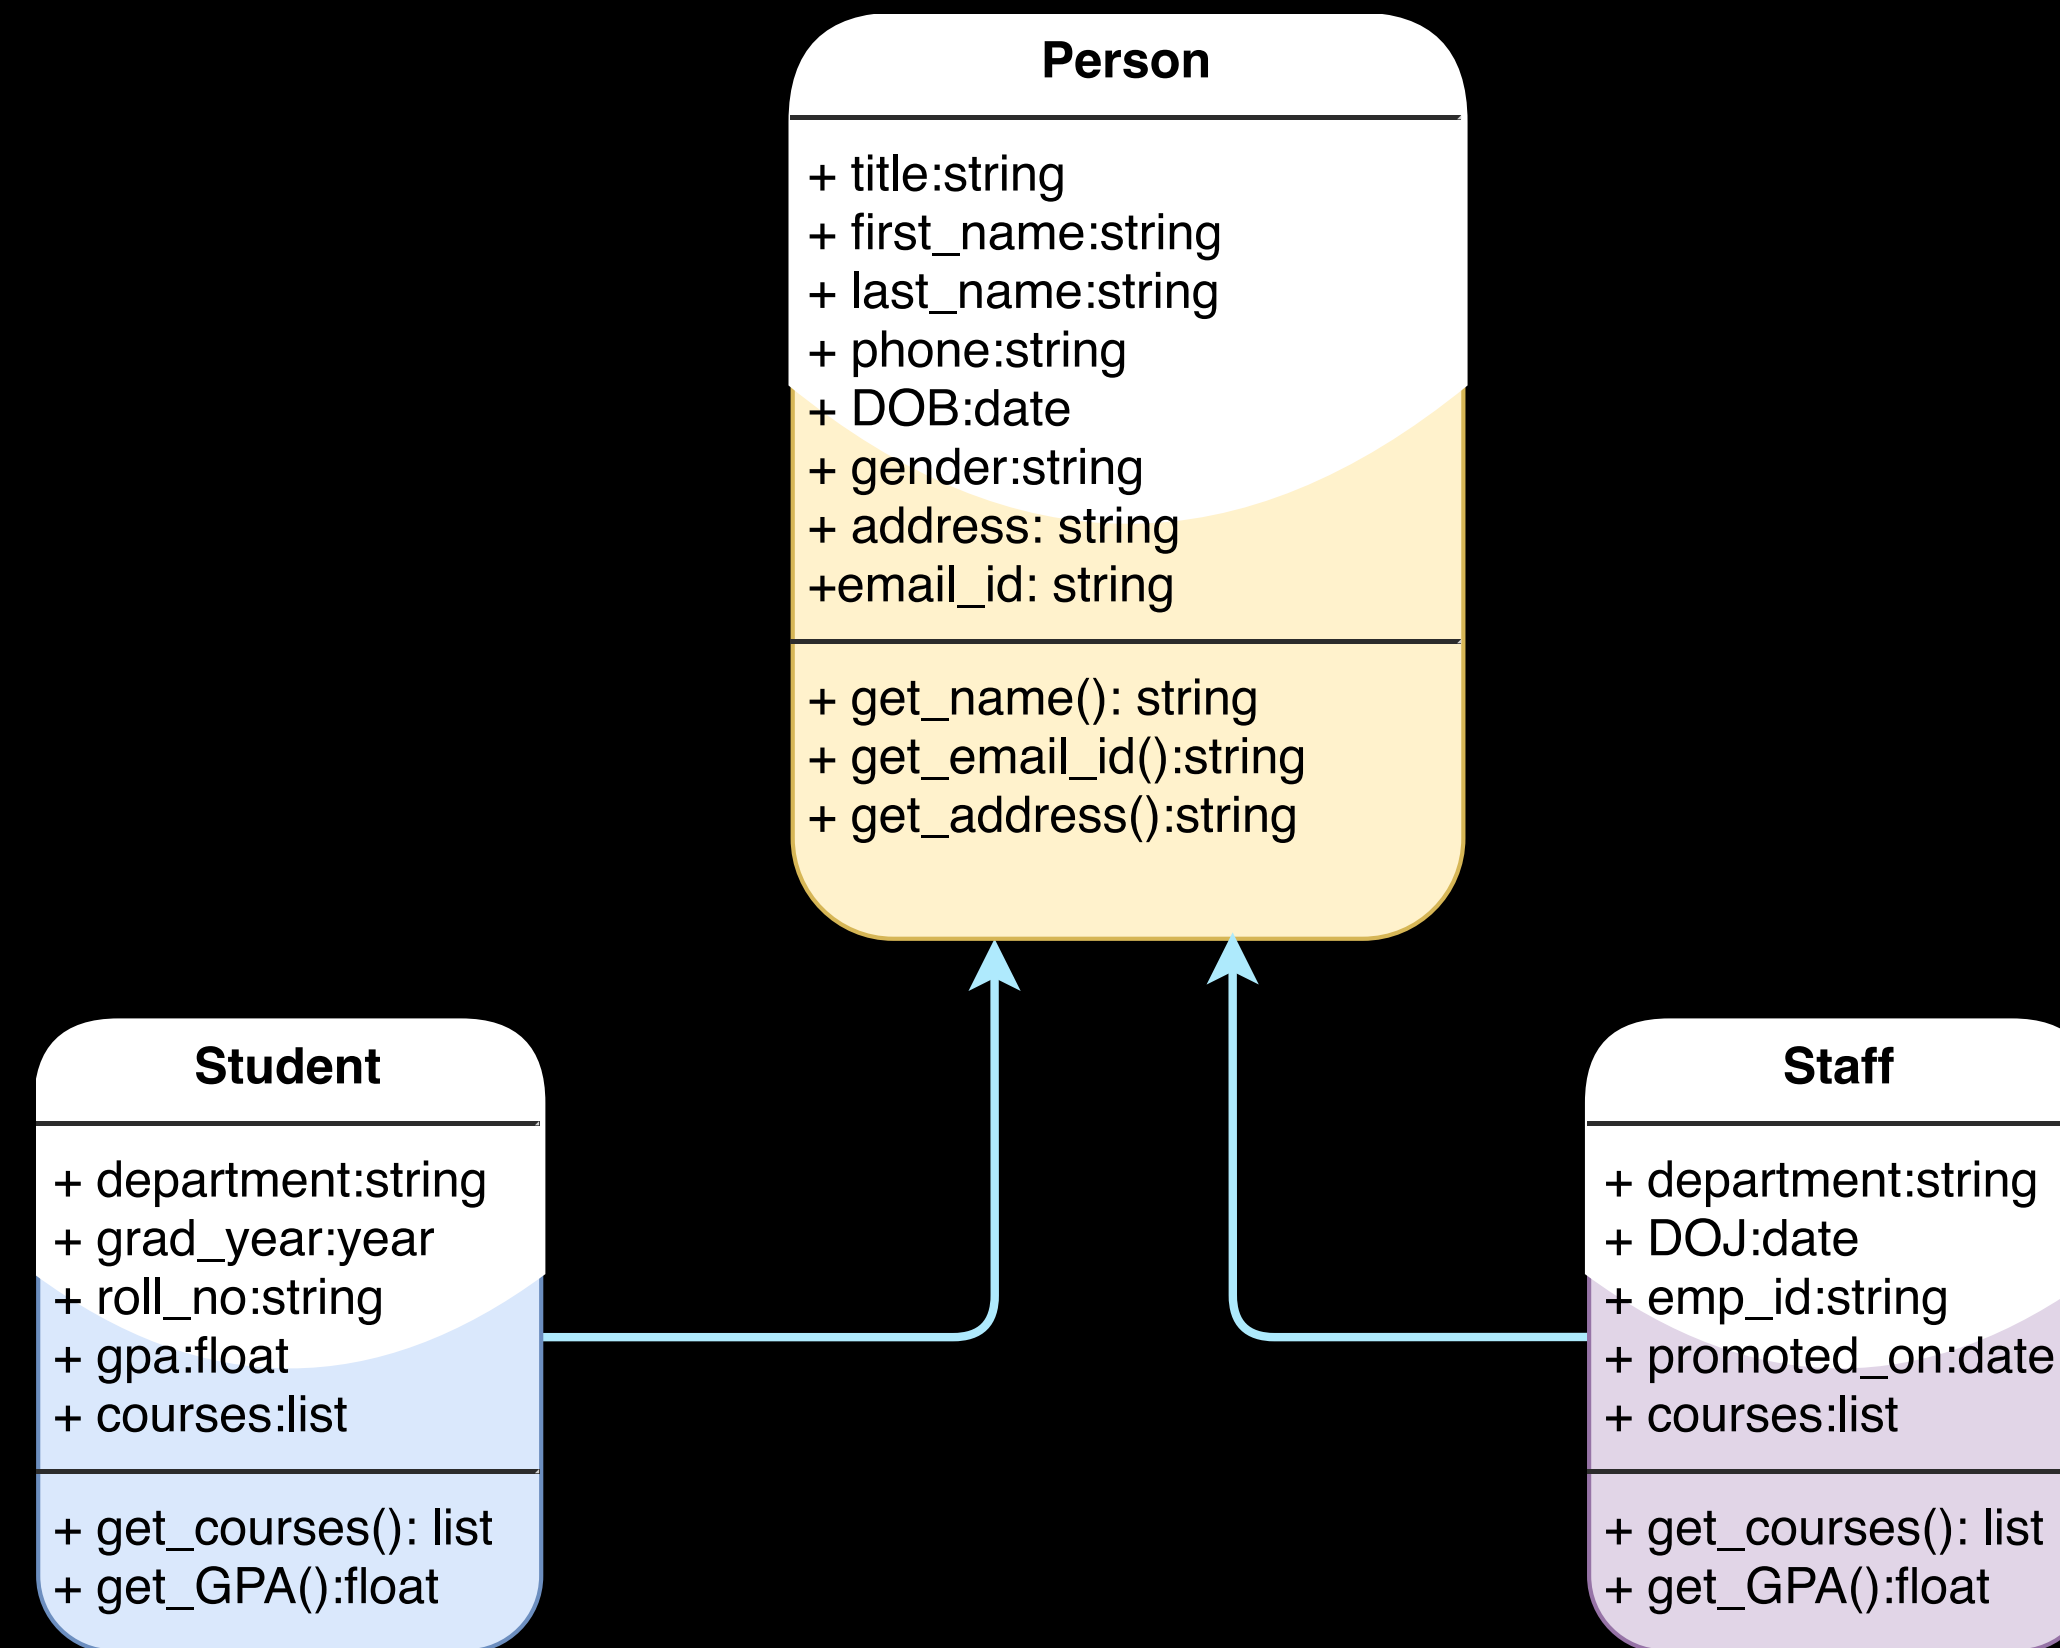 Person
+ title:string
+ first_name:string
+ last_name:string
+ phone:string
+ DOB:date
+ gender:string
+ address: string
+email_id: string
+ get_name(): string
+ get_email_id():string
+ get_address():string
Student
+ department:string
+ grad_year:year
+ roll_no:string
+ gpa:float
+ courses:list
+ get_courses(): list
+ get_GPA():float
Staff
+ department:string
+ DOJ:date
+ emp_id:string
+ promoted_on:date
+ courses:list
+ get_courses(): list
+ get_GPA():float